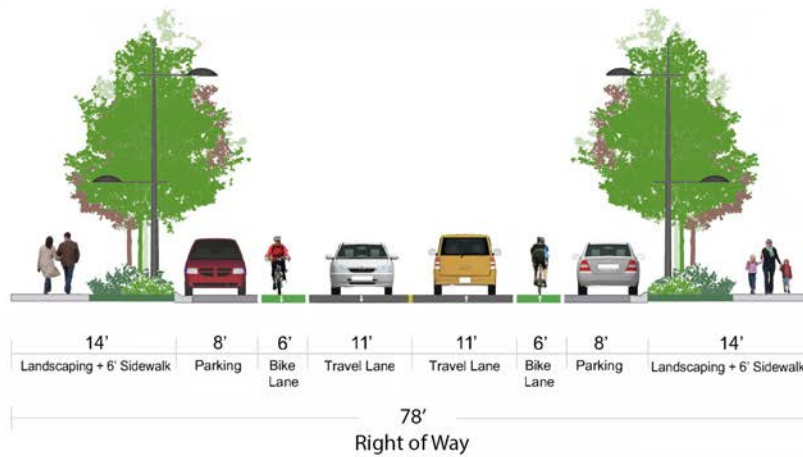 14' 8' 6' 11' 11' 6' 8' 14'
Landscaping + 6' Sidewalk Parking Bike Travel Lane Travel Lane Bike Parking Landscaping + 6' Sidewalk
Lane Lane
78'
Right of Way